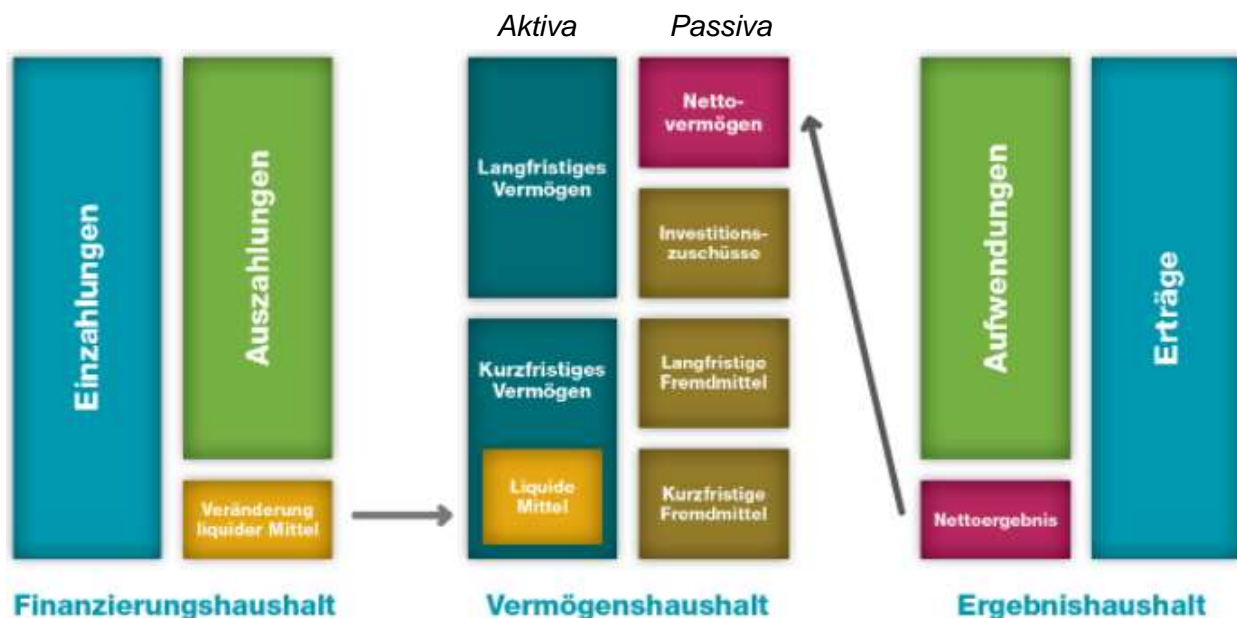 Aktiva
Passiva
Einzahlungen
Auszahlungen
Veränderung
liquider Mittel
Finanzierungshaushalt
Langfristiges
Vermögen
Kurzfristiges
Vermögen
Liquide
Mittel
Netto-
vermögen
Investitions-
zuschüsse
Langfristige
Fremdmittel
Kurzfristige
Fremdmittel
Vermögenshaushalt
Aufwendungen
Nettoergebnis
Erträge
Ergebnishaushalt